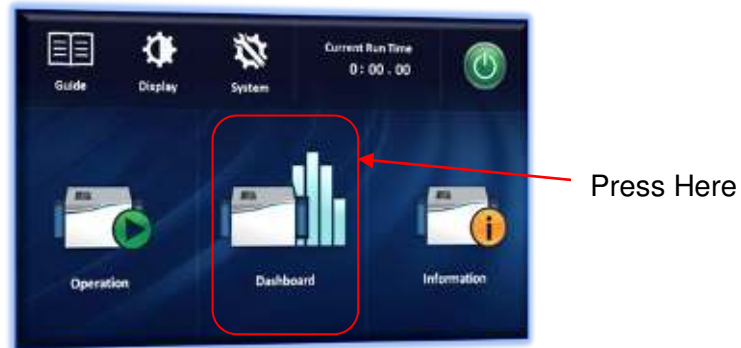 Current Run Time
0:00.00
Guide
Display
System
Press Here
Operation
Dashboard
Information